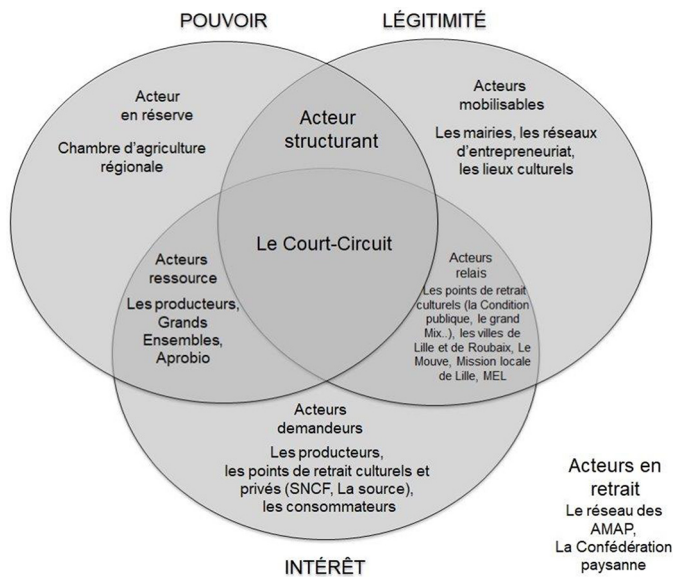 POUVOIR
LÉGITIMITÉ
Acteur
en réserve
Chambre d'agriculture
régionale
Acteur
structurant
Acteurs
mobilisables
Les mairies, les réseaux
d'entrepreneuriat,
les lieux culturels
Le Court-Circuit
Acteurs
ressource
Les producteurs,
Grands
Ensembles,
Aprobio
Acteurs
relais
Les points de retrait
culturels (la Condition
publique, le grand
Mix..), les villes de
Lille et de Roubaix, Le
Mouve, Mission locale
de Lille, MEL
Acteurs
demandeurs
Les producteurs,
les points de retrait culturels et
privés (SNCF, La source),
les consommateurs
INTÉRÊT
Acteurs en
retrait
Le réseau des
AMAP,
La Confédération
paysanne